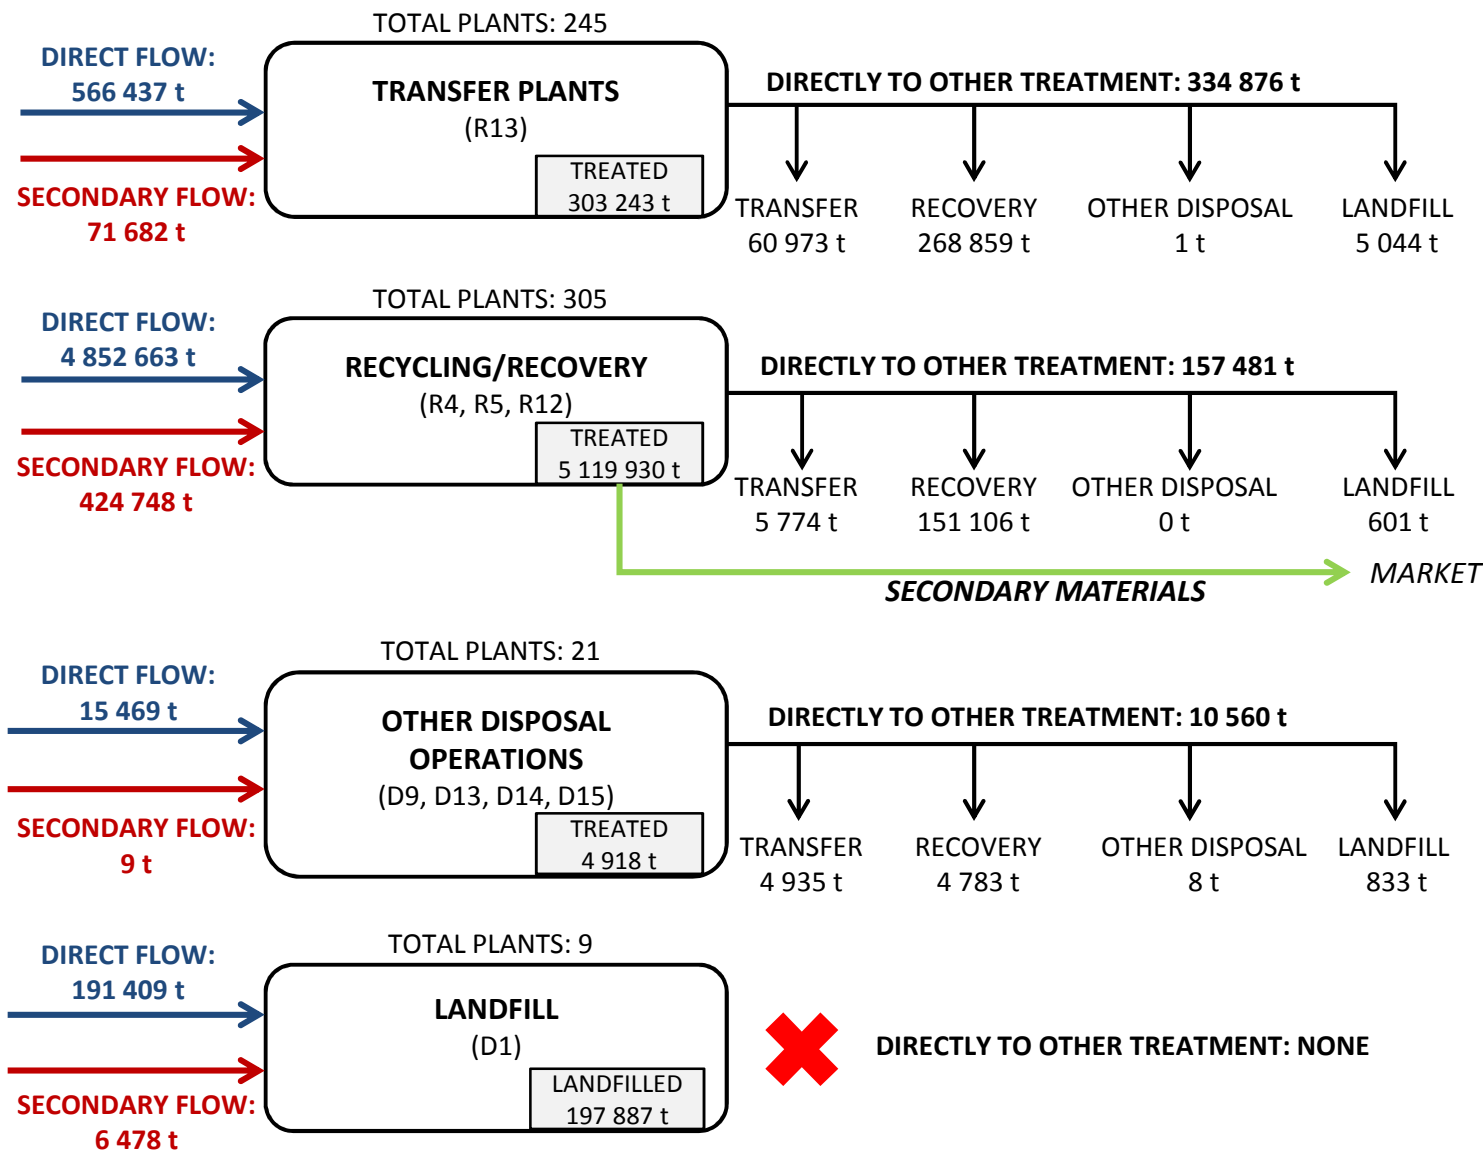 TOTAL PLANTS: 245
DIRECT FLOW:
566 437 t
SECONDARY FLOW:
71 682 t
TRANSFER PLANTS
(R13)
TREATED
303 243 t
DIRECTLY TO OTHER TREATMENT: 334 876 t
TRANSFER
60 973 t
RECOVERY
268 859 t
OTHER DISPOSAL
1 t
LANDFILL
5 044 t
TOTAL PLANTS: 305
DIRECT FLOW:
4 852 663 t
SECONDARY FLOW:
424 748 t
RECYCLING/RECOVERY
(R4, R5, R12)
TREATED
5 119 930 t
DIRECTLY TO OTHER TREATMENT: 157 481 t
TRANSFER
5 774 t
RECOVERY
151 106 t
OTHER DISPOSAL
0 t
LANDFILL
601 t
SECONDARY MATERIALS
MARKET
TOTAL PLANTS: 21
DIRECT FLOW:
15 469 t
SECONDARY FLOW:
9 t
OTHER DISPOSAL
OPERATIONS
(D9, D13, D14, D15)
TREATED
4 918 t
DIRECTLY TO OTHER TREATMENT: 10 560 t
TRANSFER
4 935 t
RECOVERY
4 783 t
OTHER DISPOSAL
8 t
LANDFILL
833 t
TOTAL PLANTS: 9
DIRECT FLOW:
191 409 t
SECONDARY FLOW:
6 478 t
LANDFILL
(D1)
LANDFILLED
197 887 t
DIRECTLY TO OTHER TREATMENT: NONE